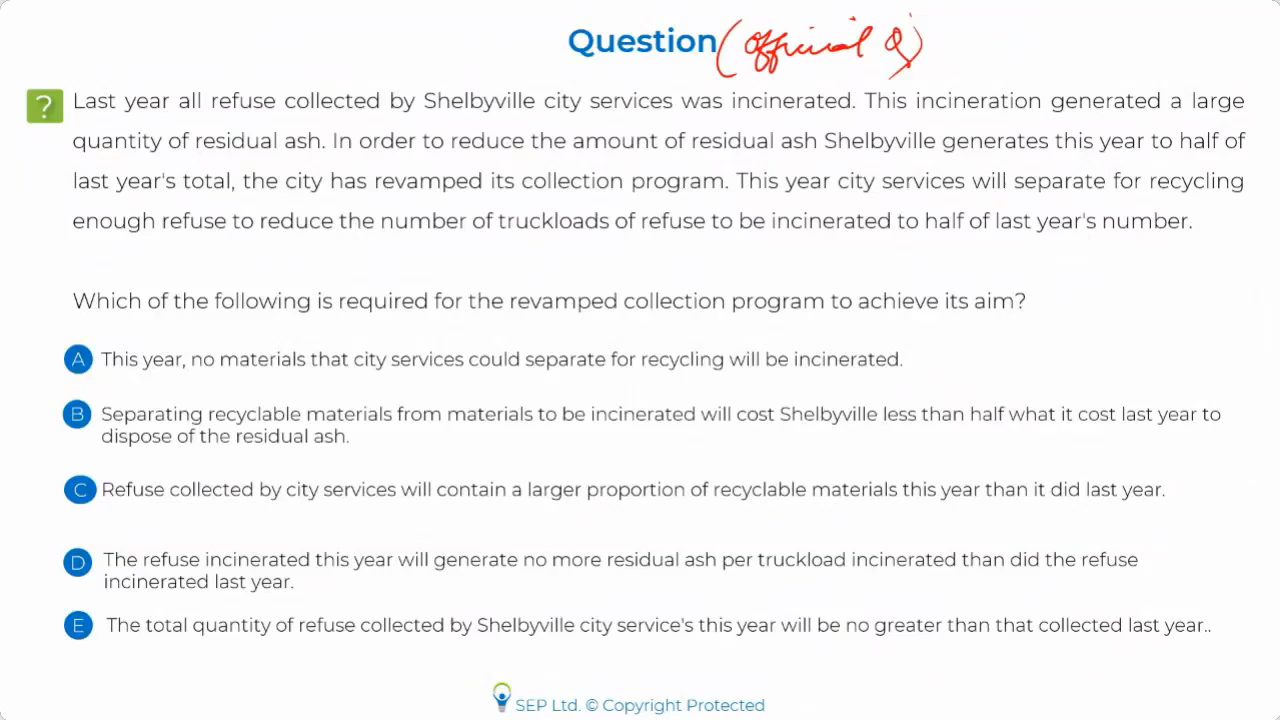 Question (official Q)
? Last year all refuse collected by Shelbyville city services was incinerated. This incineration generated a large
quantity of residual ash. In order to reduce the amount of residual ash Shelbyville generates this year to half of
last year's total, the city has revamped its collection program. This year city services will separate for recycling
enough refuse to reduce the number of truckloads of refuse to be incinerated to half of last year's number.
Which of the following is required for the revamped collection program to achieve its aim?
A This year, no materials that city services could separate for recycling will be incinerated.
B Separating recyclable materials from materials to be incinerated will cost Shelbyville less than half what it cost last year to
dispose of the residual ash.
C Refuse collected by city services will contain a larger proportion of recyclable materials this year than it did last year.
D The refuse incinerated this year will generate no more residual ash per truckload incinerated than did the refuse
incinerated last year.
E The total quantity of refuse collected by Shelbyville city service's this year will be no greater than that collected last year..
SEP Ltd. © Copyright Protected